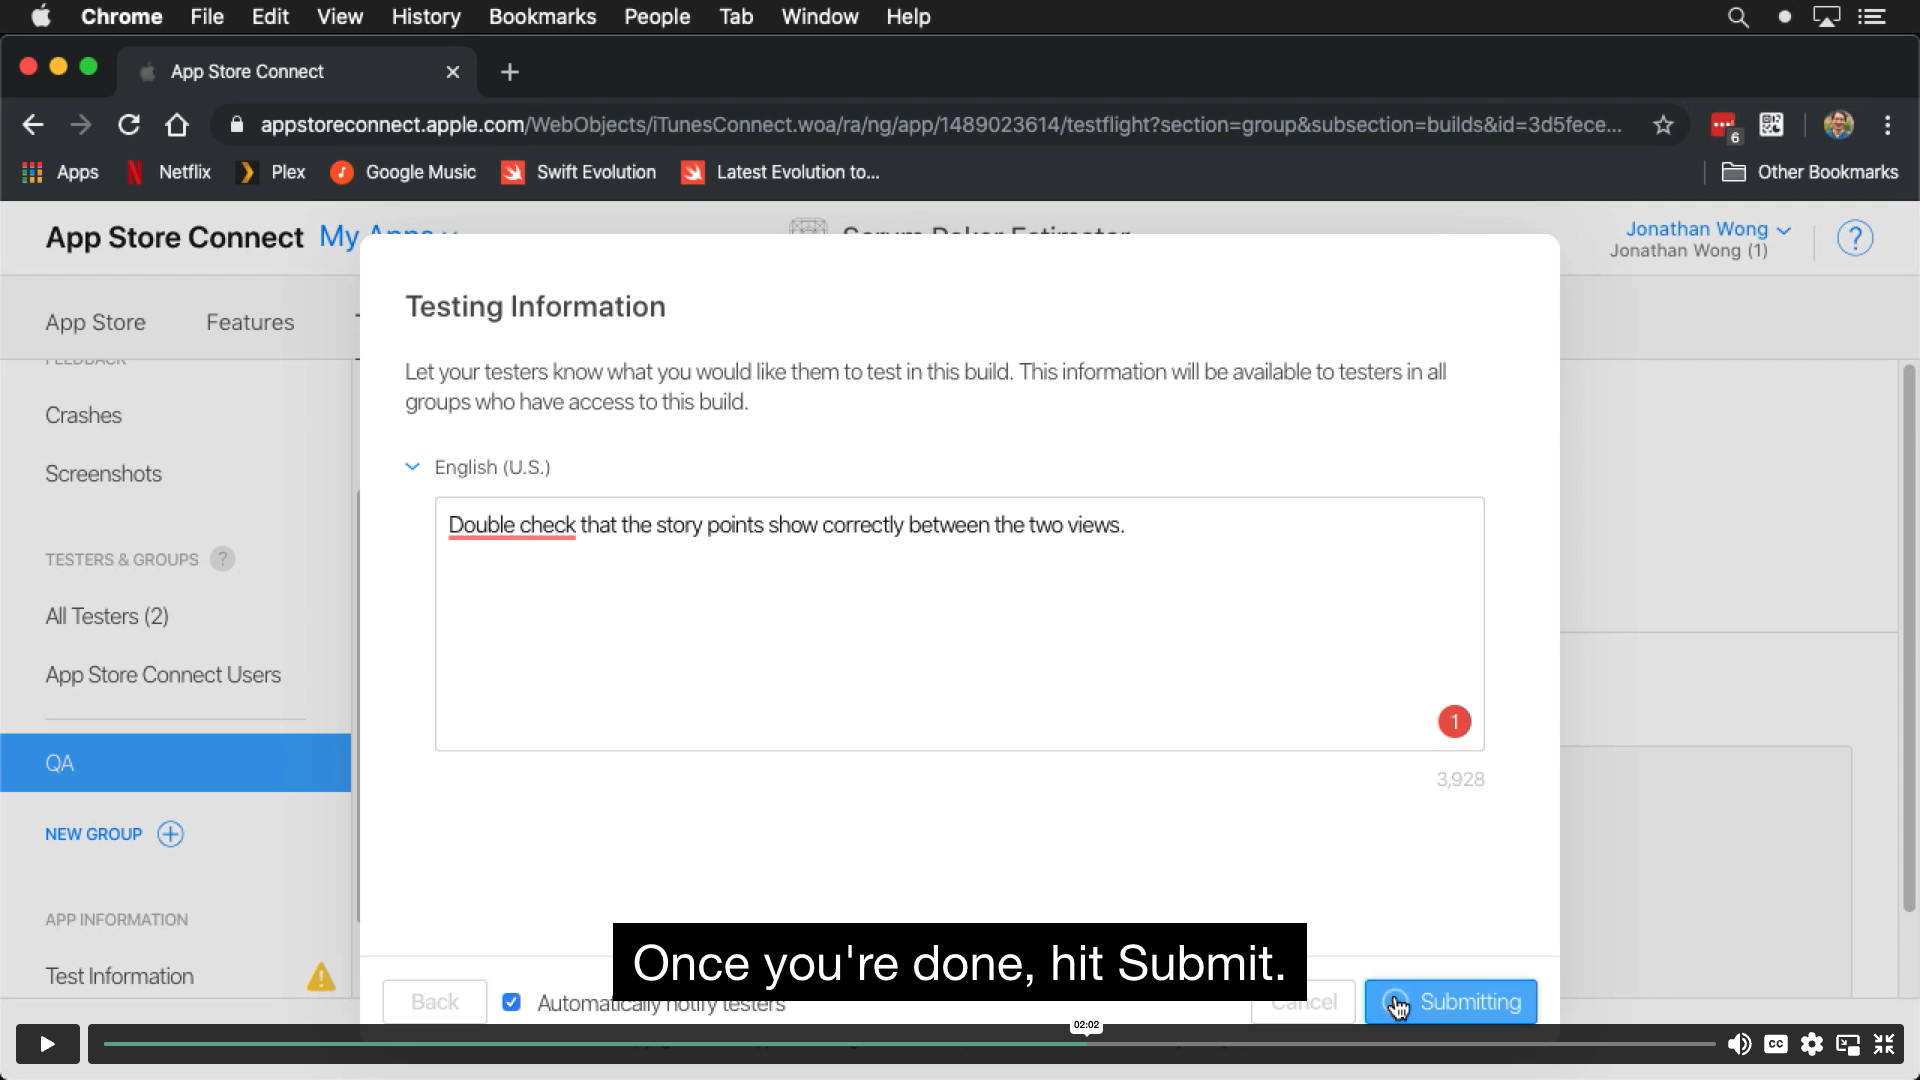 Chrome File Edit View History Bookmarks People Tab Window Help
App Store Connect
appstoreconnect.apple.com/WebObjects/iTunesConnect.woa/ra/ng/app/1489023614/testflight?section=group&subsection=builds&id=3d5fece...
6
Apps Netflix Plex Google Music Swift Evolution Latest Evolution to... Other Bookmarks
App Store Connect My Apps Scrum Poker Estimator Jonathan Wong
Jonathan Wong (1)
?
App Store Features
FEEDBACK
Crashes
Screenshots
TESTERS & GROUPS ?
All Testers (2)
App Store Connect Users
QA
NEW GROUP
APP INFORMATION
Test Information
Testing Information
Let your testers know what you would like them to test in this build. This information will be available to testers in all
groups who have access to this build.
English (U.S.)
Double check that the story points show correctly between the two views.
1
3,928
Once you're done, hit Submit.
Back Automatically notify testers Cancel Submitting
02:02
CC